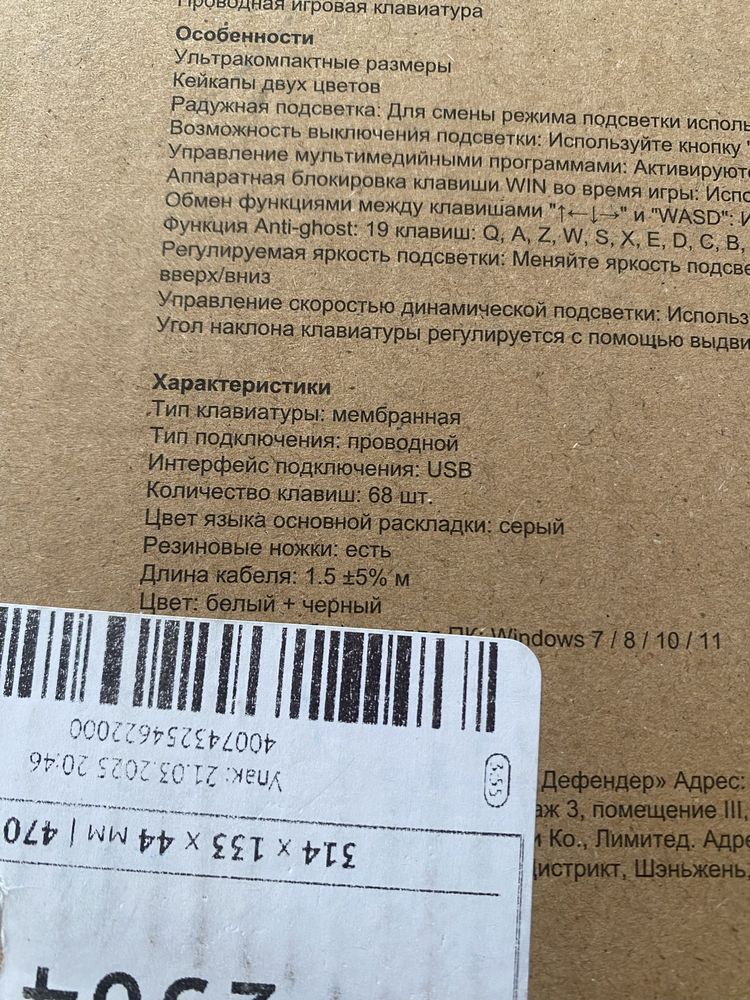 Проводная игровая клавиатура
Особенности
Ультракомпактные размеры
Кейкапы двух цветов
Радужная подсветка: Для смены режима подсветки исполь
Возможность выключения подсветки: Используйте кнопку "
Управление мультимедийными программами: Активируютс
Аппаратная блокировка клавиши WIN во время игры: Испо
Обмен функциями между клавишами "↑←↓→" и "WASD": И
Функция Anti-ghost: 19 клавиш: Q, A, Z, W, S, X, E, D, C, B,
Регулируемая яркость подсветки: Меняйте яркость подсве
вверх/вниз
Управление скоростью динамической подсветки: Использ
Угол наклона клавиатуры регулируется с помощью выдви
Характеристики
Тип клавиатуры: мембранная
Тип подключения: проводной
Интерфейс подключения: USB
Количество клавиш: 68 шт.
Цвет языка основной раскладки: серый
Резиновые ножки: есть
Длина кабеля: 1.5 ±5% м
Цвет: белый + черный
ПК: Windows 7 / 8 / 10 / 11
Дефендер» Адрес:
аж 3, помещение III,
и Ко., Лимитед. Адре
дистрикт, Шэньжень,
4007432546220000
Упак: 21.03.2025 20:46
3:55
314 x 133 x 44 мм | 470